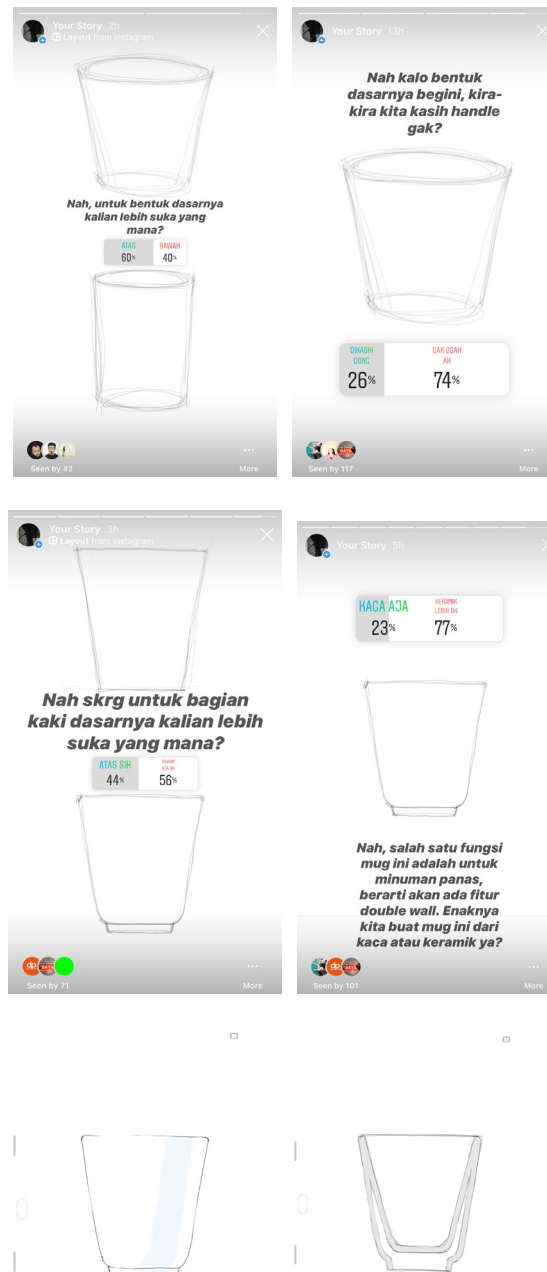 Your Story 2h
Layout from instagram
Nah, untuk bentuk dasarnya
kalian lebih suka yang
mana?
ATAS
60%
BAWAH
40%
Seen by 42
More
Your Story 13h
Nah kalo bentuk
dasarnya begini, kira-
kira kita kasih handle
gak?
DIKASIH
DONG
26%
GAK USAH
AH
74%
Seen by 117
More
Your Story 3h
Layout from instagram
Nah skrg untuk bagian
kaki dasarnya kalian lebih
suka yang mana?
ATAS SIH
44%
56%
dp
Seen by 71
More
Your Story 5h
KACA AJA
23%
KERAMIK
LEBIH OH
77%
Nah, salah satu fungsi
mug ini adalah untuk
minuman panas,
berarti akan ada fitur
double wall. Enaknya
kita buat mug ini dari
kaca atau keramik ya?
dp
Seen by 101
More